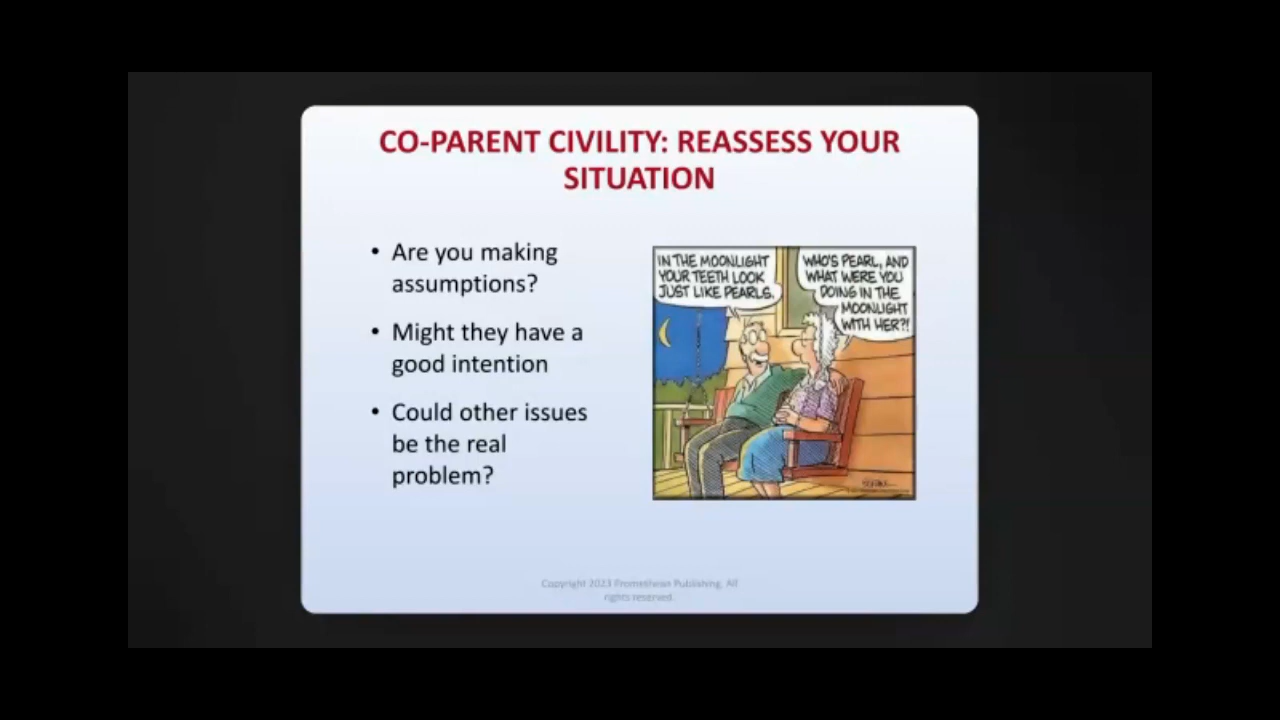 CO-PARENT CIVILITY: REASSESS YOUR
SITUATION
• Are you making
assumptions?
• Might they have a
good intention
• Could other issues
be the real
problem?
IN THE MOONLIGHT
YOUR TEETH LOOK
JUST LIKE PEARLS.
WHO'S PEARL, AND
WHAT WERE YOU
DOING IN THE
MOONLIGHT
WITH HER?!
Copyright 2023 Promethean Publishing. All
rights reserved.